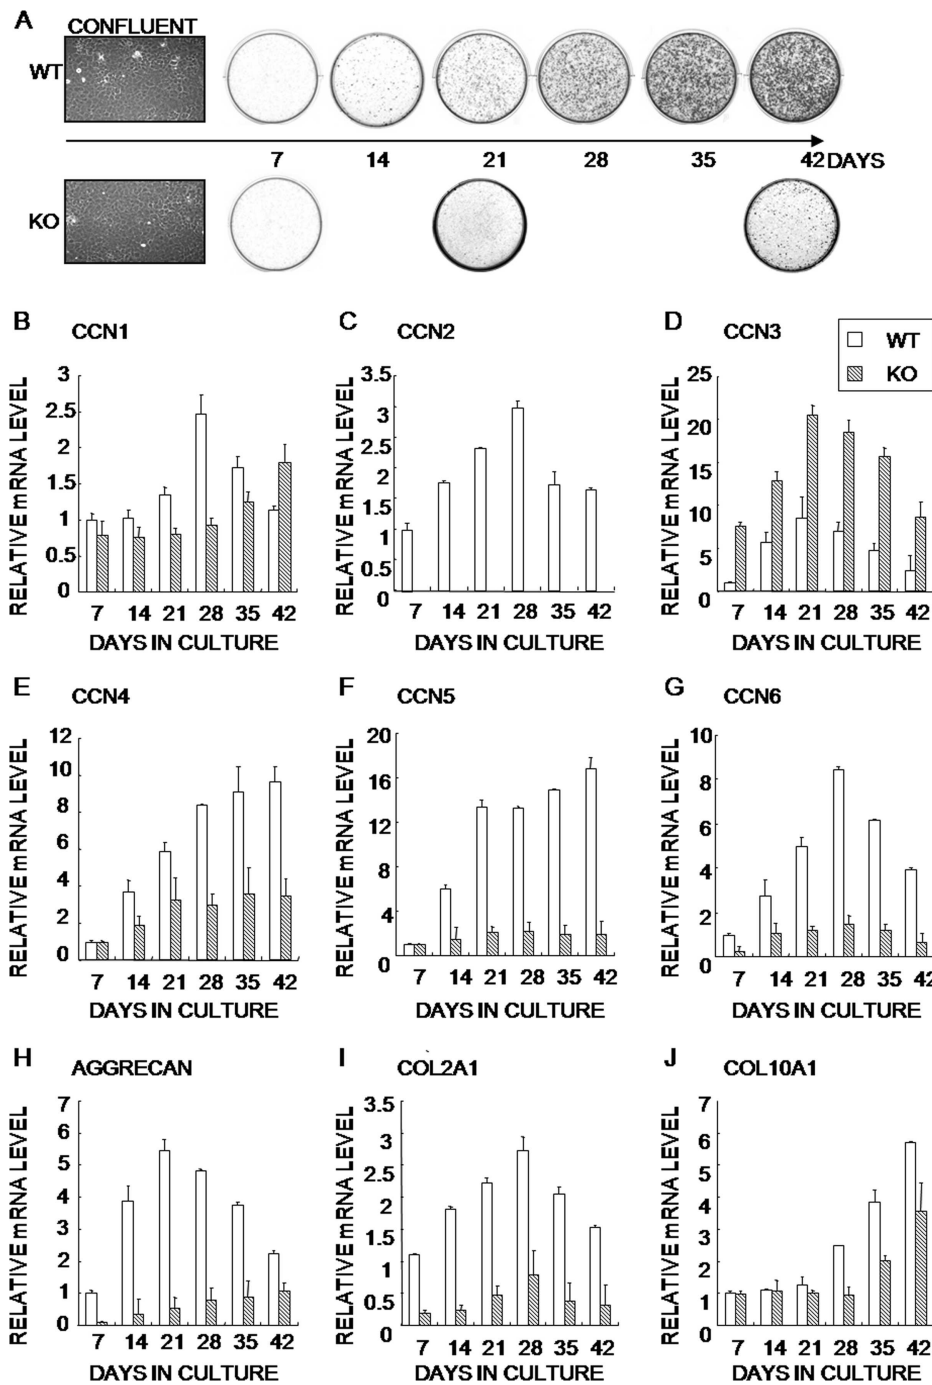 A
CONFLUENT
WT
7 14 21 28 35 42 DAYS
KO
B CCN1
RELATIVE mRNA LEVEL
3
2.5
2
1.5
1
0.5
0
7 14 21 28 35 42
DAYS IN CULTURE
C CCN2
RELATIVE mRNA LEVEL
3.5
3
2.5
2
1.5
1
0.5
0
7 14 21 28 35 42
DAYS IN CULTURE
D CCN3
WT
KO
RELATIVE mRNA LEVEL
25
20
15
10
5
0
7 14 21 28 35 42
DAYS IN CULTURE
E CCN4
RELATIVE mRNA LEVEL
12
10
8
6
4
2
0
7 14 21 28 35 42
DAYS IN CULTURE
F CCN5
RELATIVE mRNA LEVEL
20
16
12
8
4
0
7 14 21 28 35 42
DAYS IN CULTURE
G CCN6
RELATIVE mRNA LEVEL
10
8
6
4
2
0
7 14 21 28 35 42
DAYS IN CULTURE
H AGGRECAN
RELATIVE mRNA LEVEL
7
6
5
4
3
2
1
0
7 14 21 28 35 42
DAYS IN CULTURE
I COL2A1
RELATIVE mRNA LEVEL
3.5
3
2.5
2
1.5
1
0.5
0
7 14 21 28 35 42
DAYS IN CULTURE
J COL10A1
RELATIVE mRNA LEVEL
7
6
5
4
3
2
1
0
7 14 21 28 35 42
DAYS IN CULTURE